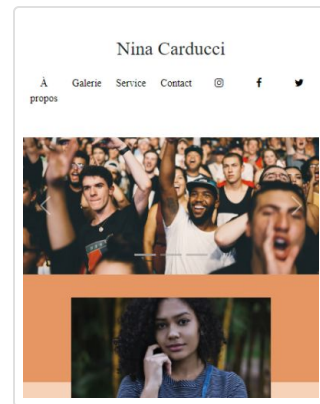 Nina Carducci
À propos
Galerie
Service
Contact